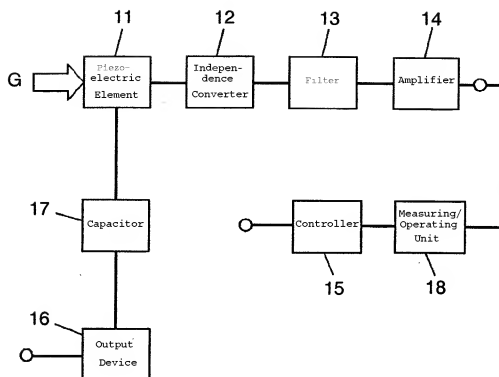 11
12
13
14
G
Piezo-
electric
Element
Indepen-
dence
Converter
Filter
Amplifier
17
Capacitor
Controller
Measuring/
Operating
Unit
15
18
16
Output
Device